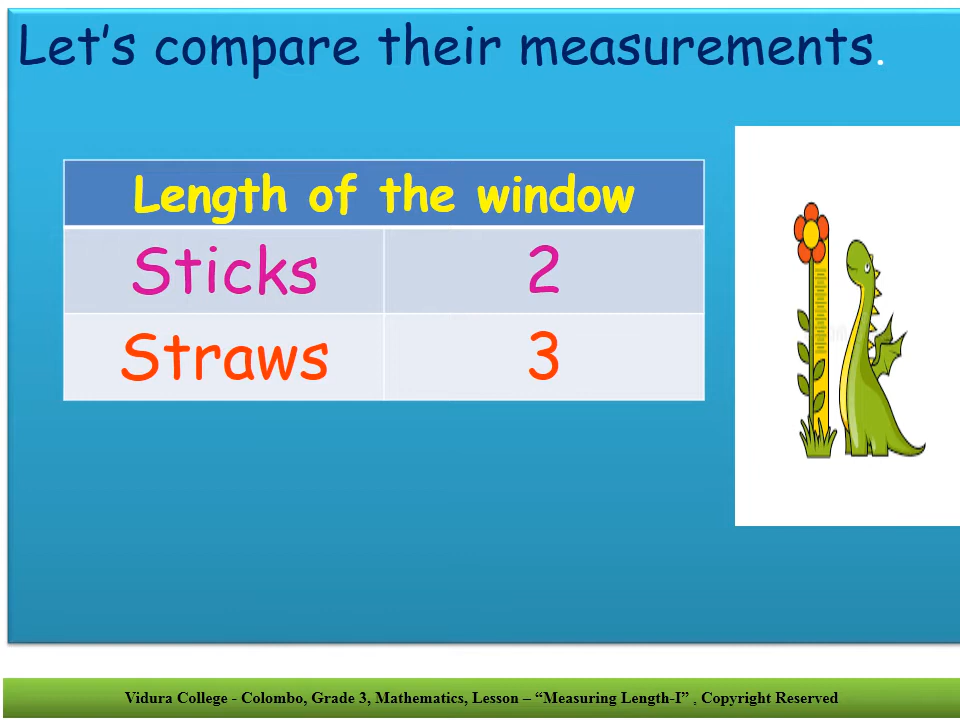 Let’s compare their measurements.
Length of the window
Sticks 2
Straws 3
Vidura College - Colombo, Grade 3, Mathematics, Lesson – “Measuring Length-I” , Copyright Reserved